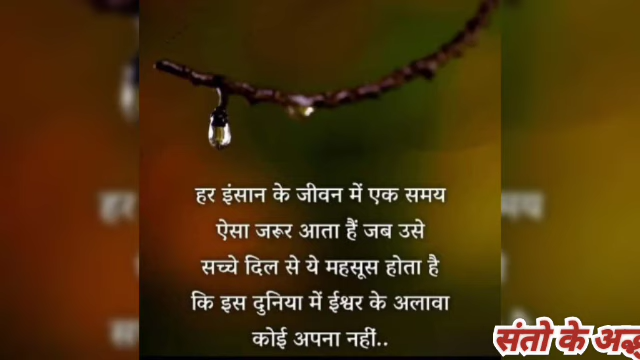 हर इंसान के जीवन में एक समय
ऐसा जरूर आता हैं जब उसे
सच्चे दिल से ये महसूस होता है
कि इस दुनिया में ईश्वर के अलावा
कोई अपना नहीं..
संतो के